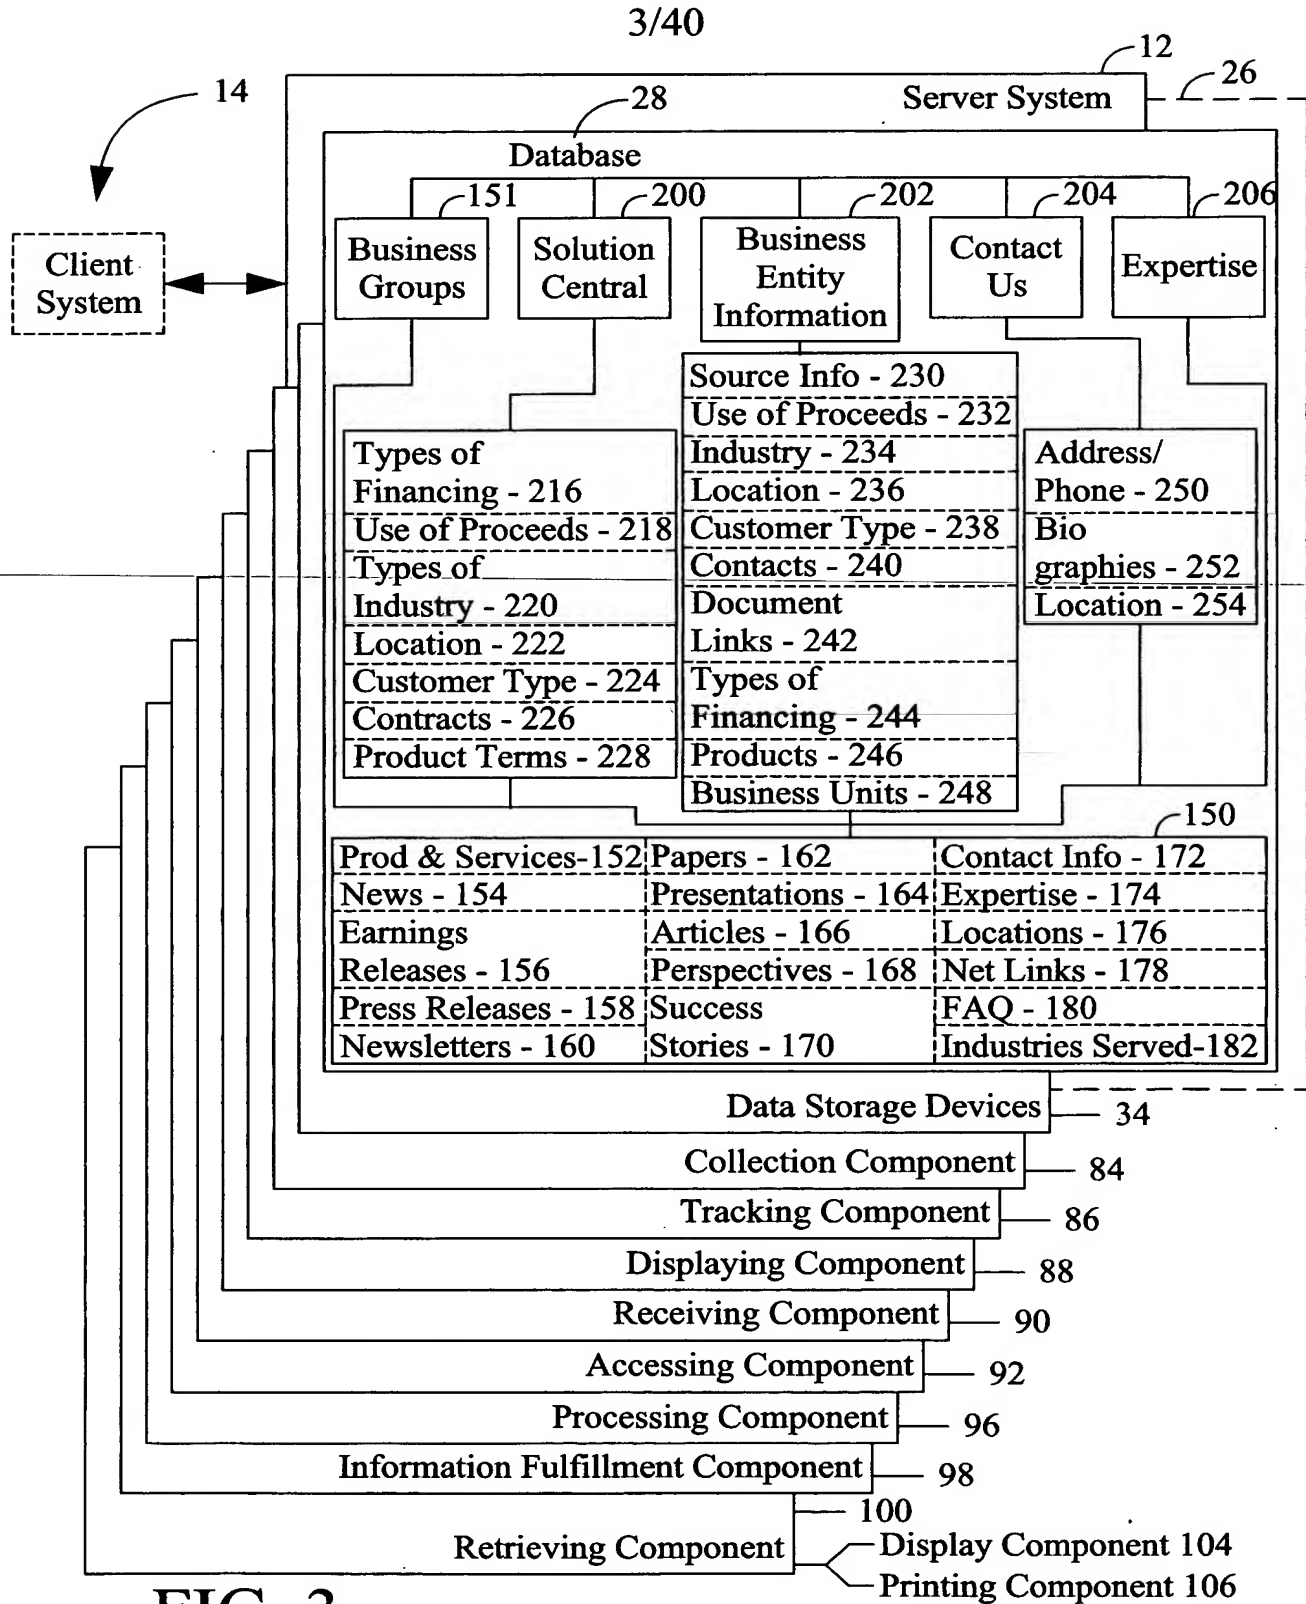 3/40
12
26
14
Server System
28
Database
151
200
202
204
206
Client
System
Business
Groups
Solution
Central
Business
Entity
Information
Contact
Us
Expertise
Source Info - 230
Use of Proceeds - 232
Industry - 234
Location - 236
Customer Type - 238
Contacts - 240
Document
Links - 242
Types of
Financing - 244
Products - 246
Business Units - 248
Types of
Financing - 216
Use of Proceeds - 218
Types of
Industry - 220
Location - 222
Customer Type - 224
Contracts - 226
Product Terms - 228
Address/
Phone - 250
Bio
graphies - 252
Location - 254
150
Prod & Services-152
News - 154
Earnings
Releases - 156
Press Releases - 158
Newsletters - 160
Papers - 162
Presentations - 164
Articles - 166
Perspectives - 168
Success
Stories - 170
Contact Info - 172
Expertise - 174
Locations - 176
Net Links - 178
FAQ - 180
Industries Served-182
Data Storage Devices
34
Collection Component
84
Tracking Component
86
Displaying Component
88
Receiving Component
90
Accessing Component
92
Processing Component
96
Information Fulfillment Component
98
100
Retrieving Component
Display Component 104
Printing Component 106
FIG. 3